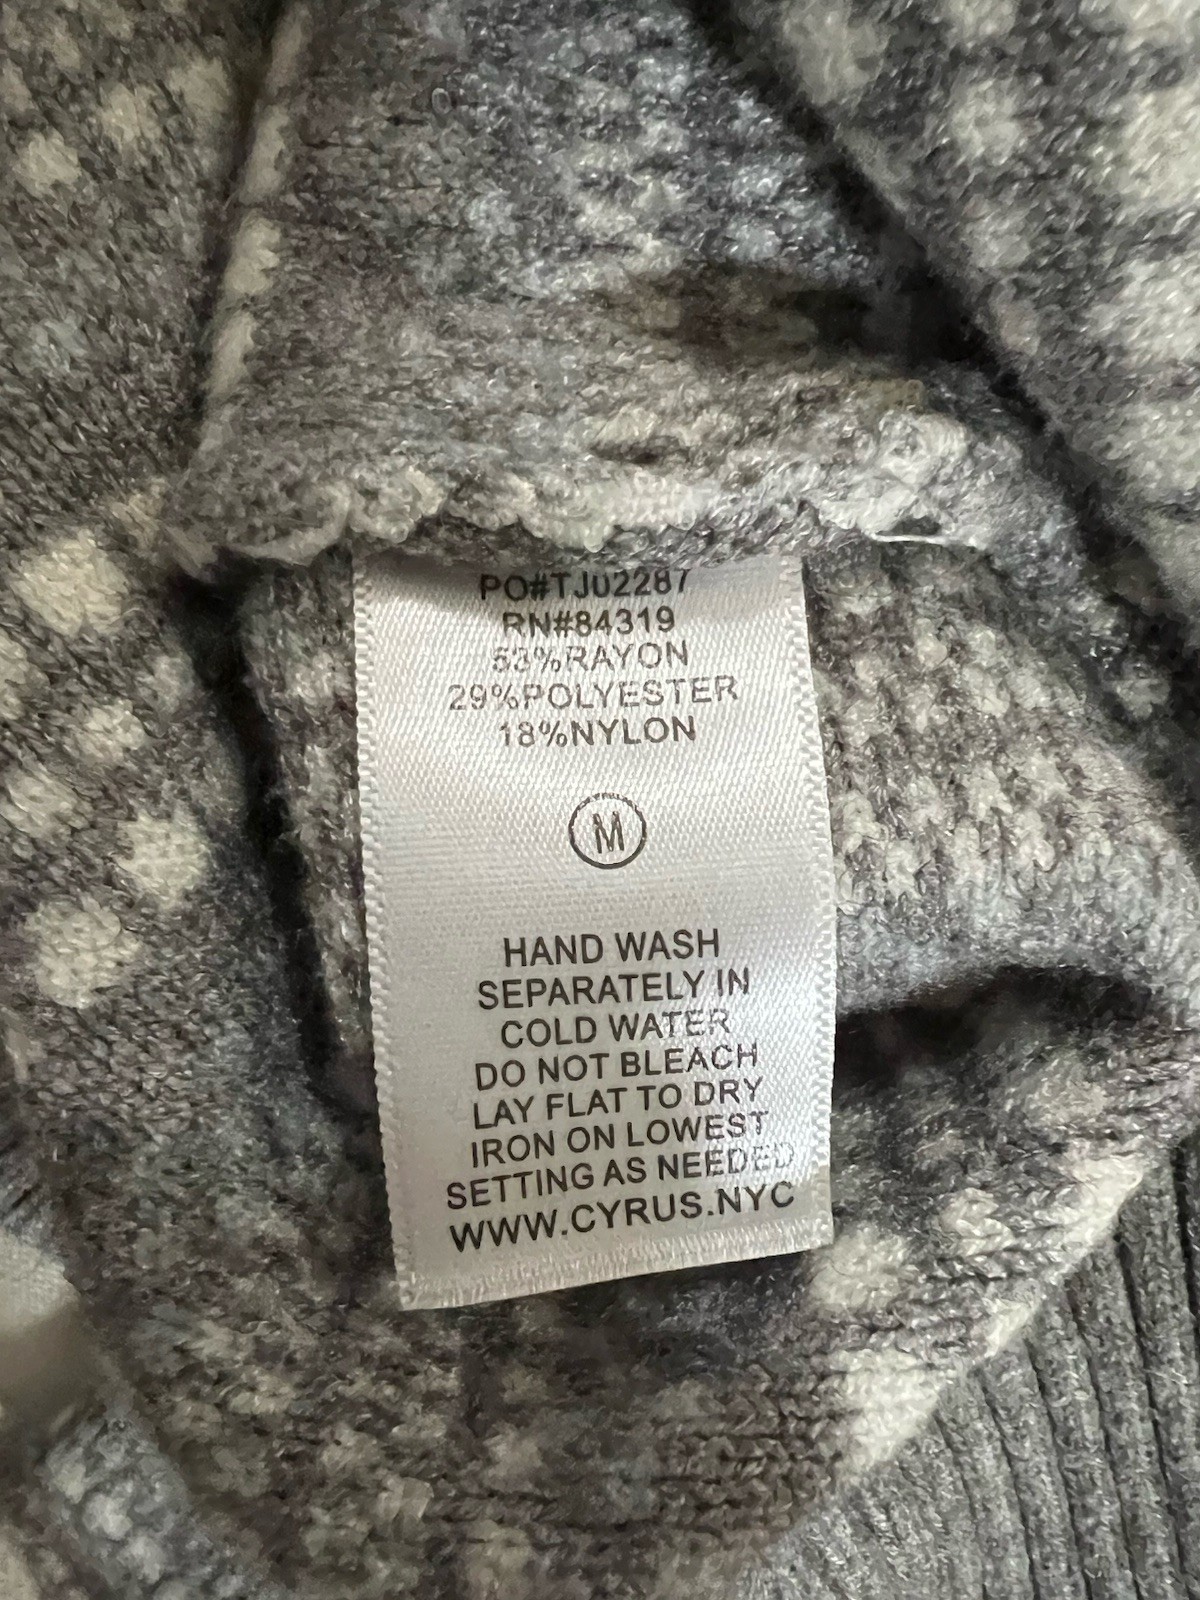 PO#TJ02287
RN#84319
53%RAYON
29%POLYESTER
18%NYLON
M
HAND WASH
SEPARATELY IN
COLD WATER
DO NOT BLEACH
LAY FLAT TO DRY
IRON ON LOWEST
SETTING AS NEEDED
WWW.CYRUS.NYC